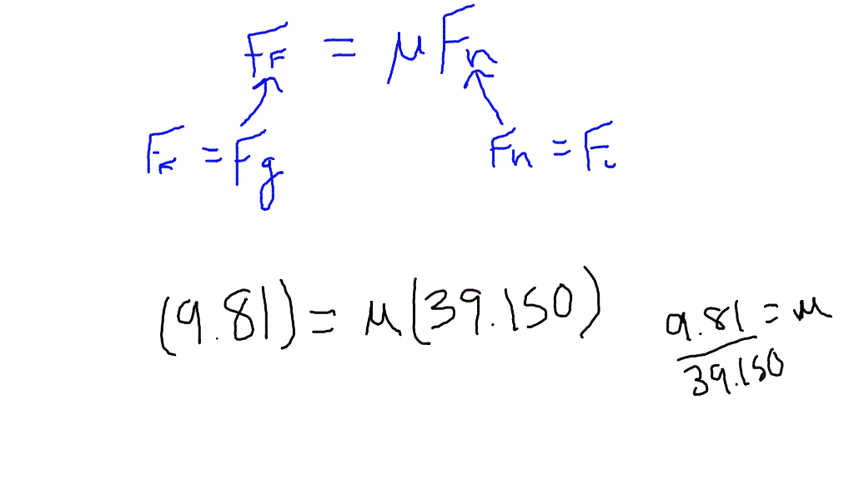 FF = μFn
FF = Fg
Fn = Fc
(9.81) = μ(39.150)
9.81 = μ
39.150